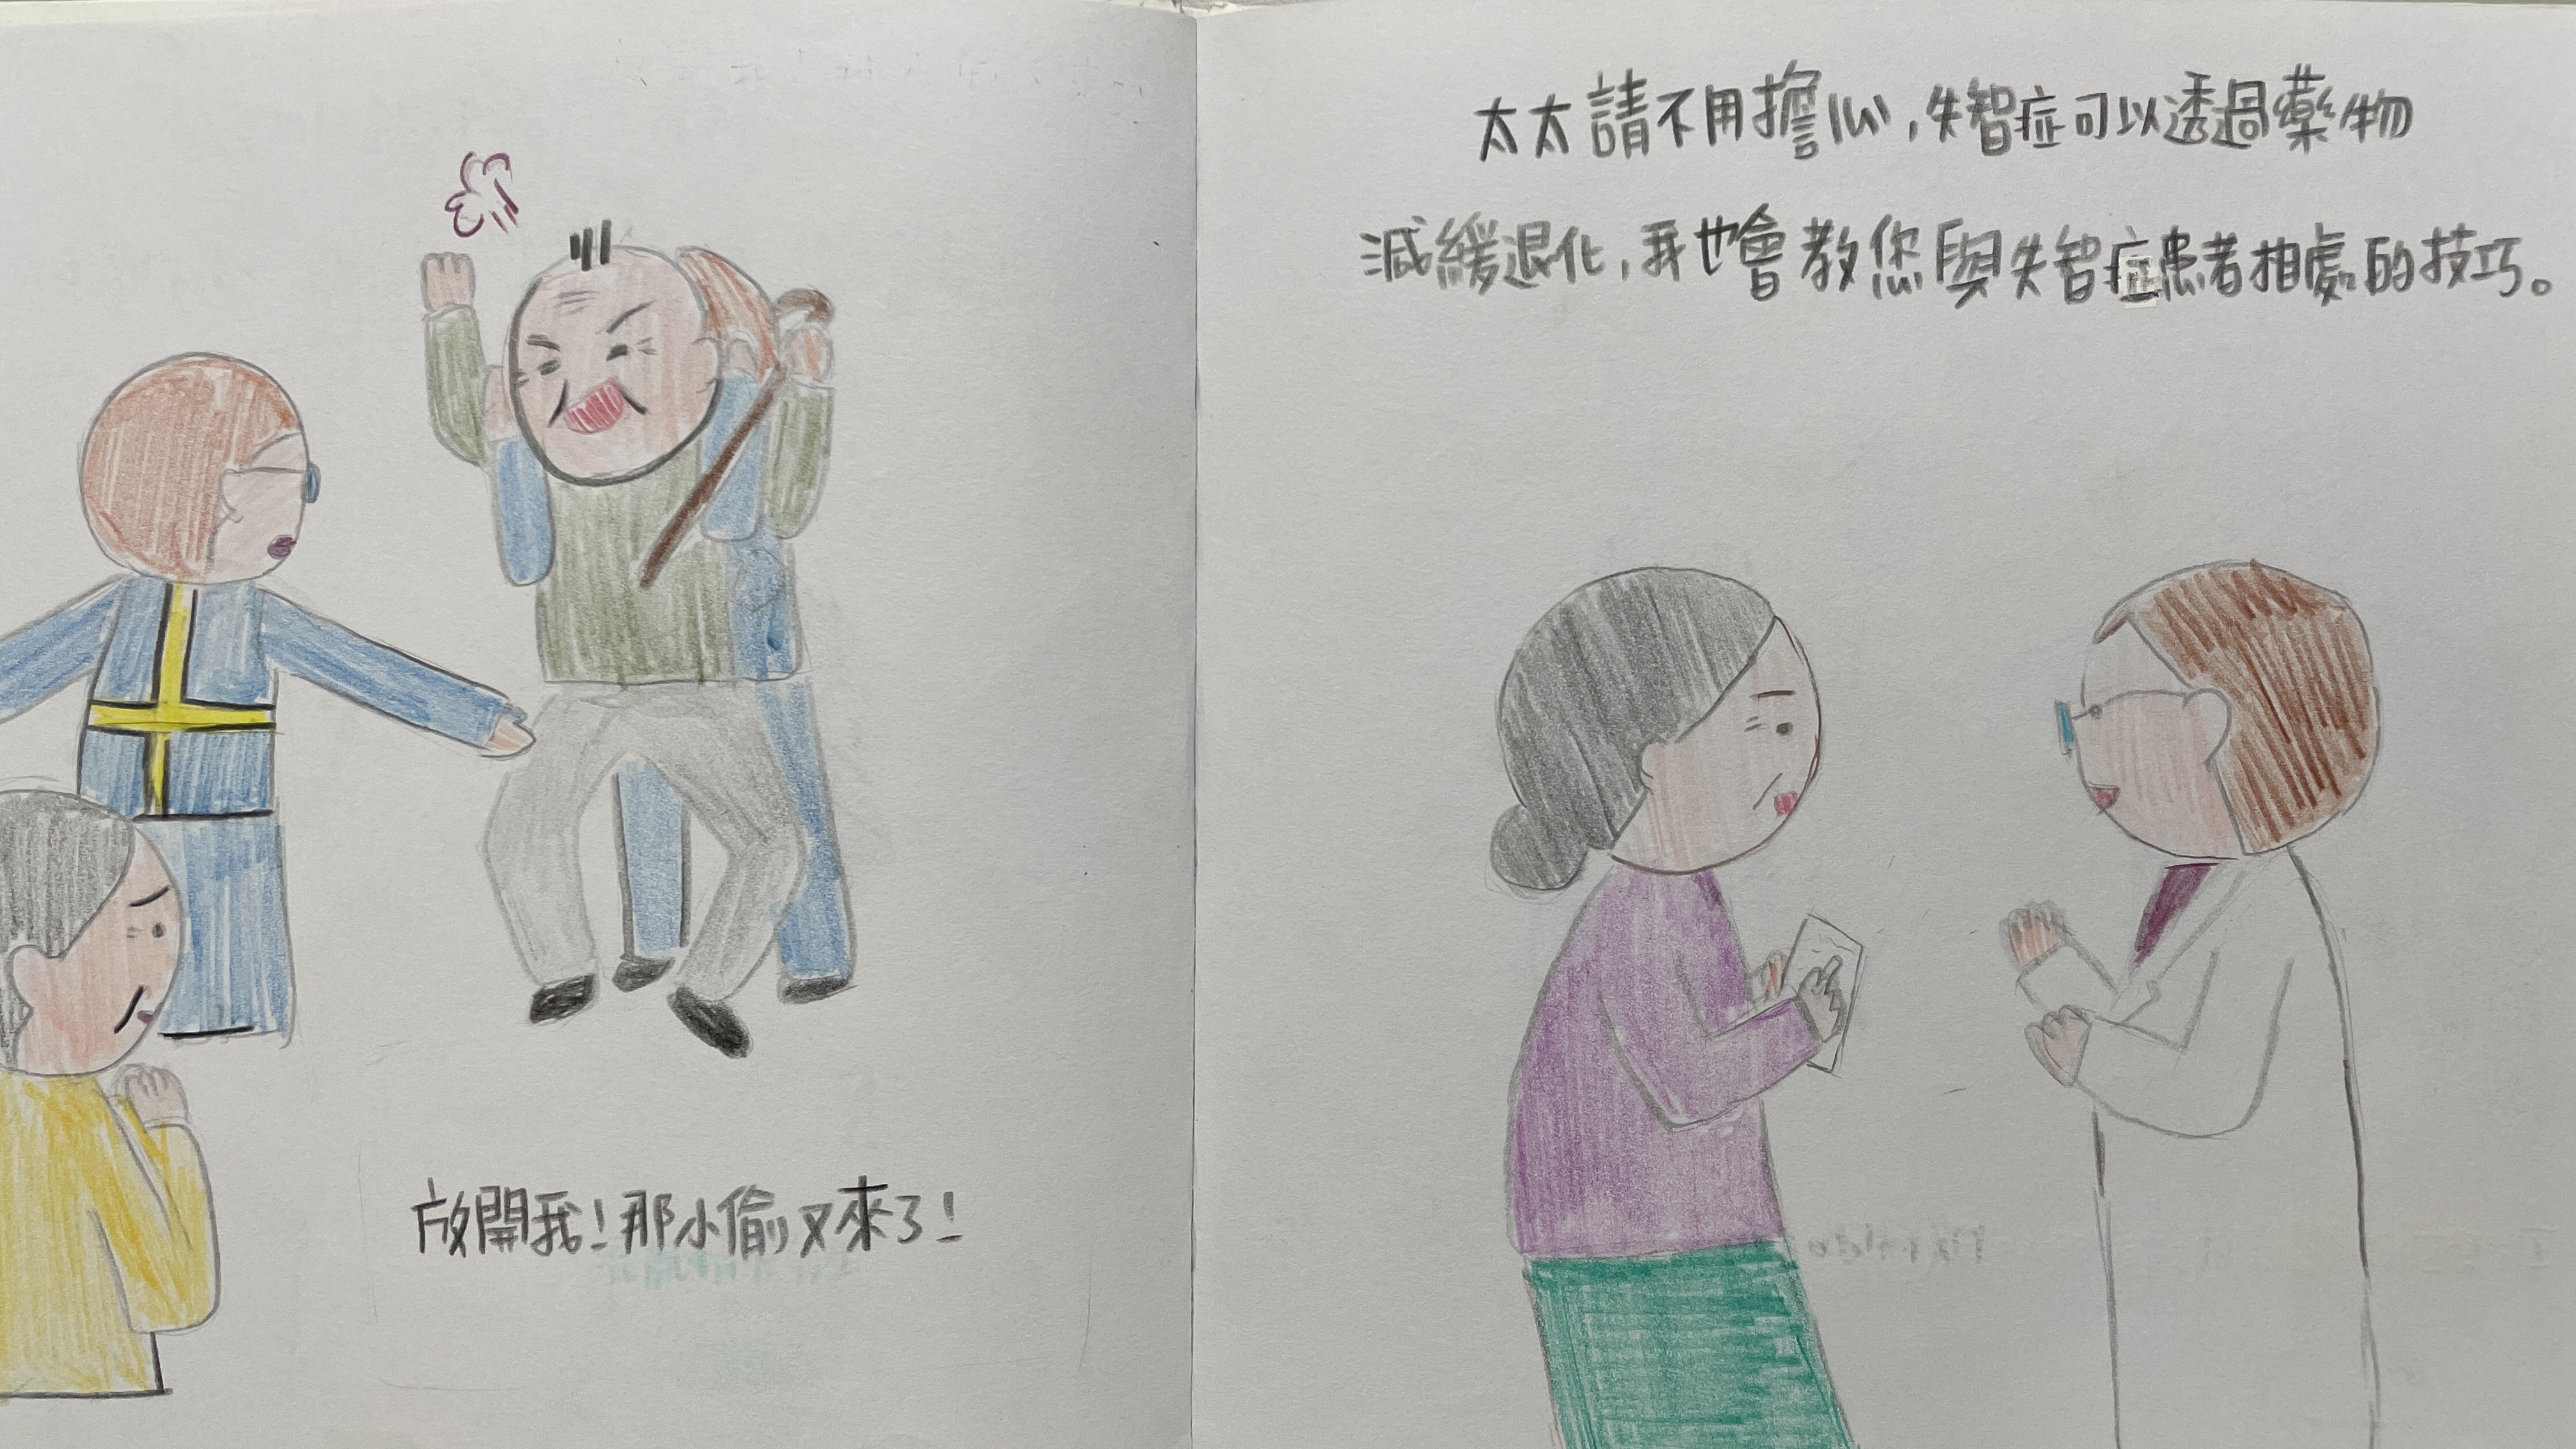 放開我!那小偷又來了!
太太請不用擔心,失智症可以透過藥物
減緩退化,我也會教您與失智症患者相處的技巧。